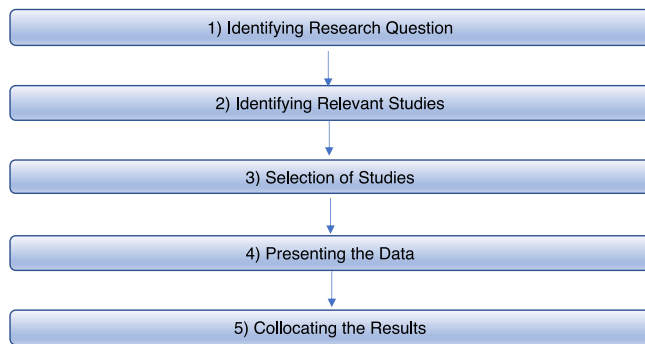 1) Identifying Research Question
2) Identifying Relevant Studies
3) Selection of Studies
4) Presenting the Data
5) Collocating the Results